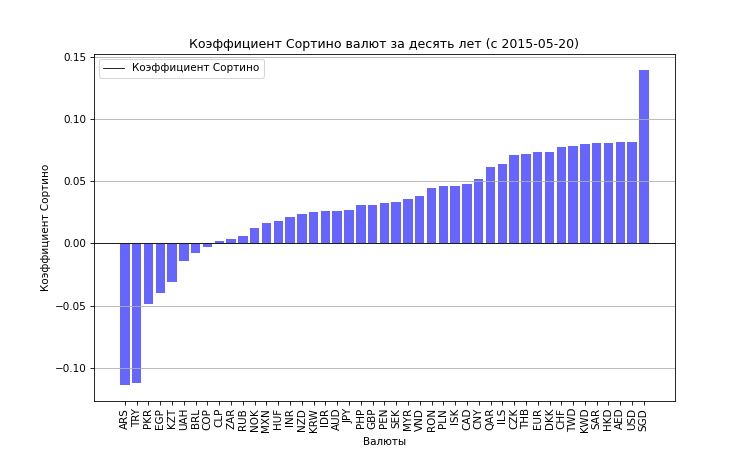 Коэффициент Сортино валют за десять лет (с 2015-05-20)
Коэффициент Сортино
0.15
0.10
0.05
0.00
−0.05
−0.10
Коэффициент Сортино
ARS TRY PKR EGP KZT UAH BRL COP CLP ZAR RUB NOK MXN HUF INR NZD KRW IDR AUD JPY PHP GBP PEN SEK MYR VND RON PLN ISK CAD CNY QAR ILS CZK THB EUR DKK CHF TWD KWD SAR HKD AED USD SGD
Валюты